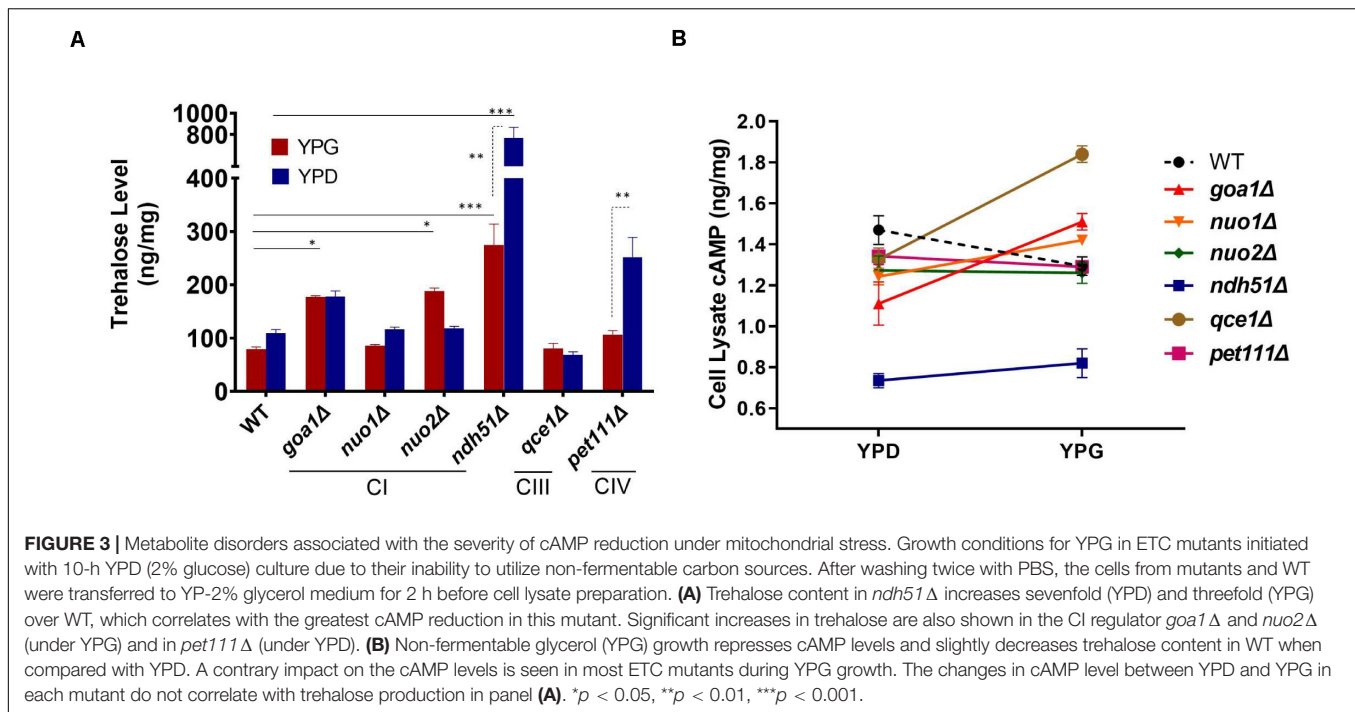 A
B
Trehalose Level
(ng/mg)
1000
800
400
300
200
100
0
YPG
YPD
***
**
***
*
*
**
WT
goa1Δ
nuo1Δ
nuo2Δ
ndh51Δ
qce1Δ
pet111Δ
CI
CIII
CIV
Cell Lysate cAMP (ng/mg)
2.0
1.8
1.6
1.4
1.2
1.0
0.8
0.6
YPD
YPG
WT
goa1Δ
nuo1Δ
nuo2Δ
ndh51Δ
qce1Δ
pet111Δ
FIGURE 3 | Metabolite disorders associated with the severity of cAMP reduction under mitochondrial stress. Growth conditions for YPG in ETC mutants initiated
with 10-h YPD (2% glucose) culture due to their inability to utilize non-fermentable carbon sources. After washing twice with PBS, the cells from mutants and WT
were transferred to YP-2% glycerol medium for 2 h before cell lysate preparation. (A) Trehalose content in ndh51Δ increases sevenfold (YPD) and threefold (YPG)
over WT, which correlates with the greatest cAMP reduction in this mutant. Significant increases in trehalose are also shown in the CI regulator goa1Δ and nuo2Δ
(under YPG) and in pet111Δ (under YPD). (B) Non-fermentable glycerol (YPG) growth represses cAMP levels and slightly decreases trehalose content in WT when
compared with YPD. A contrary impact on the cAMP levels is seen in most ETC mutants during YPG growth. The changes in cAMP level between YPD and YPG in
each mutant do not correlate with trehalose production in panel (A). *p < 0.05, **p < 0.01, ***p < 0.001.